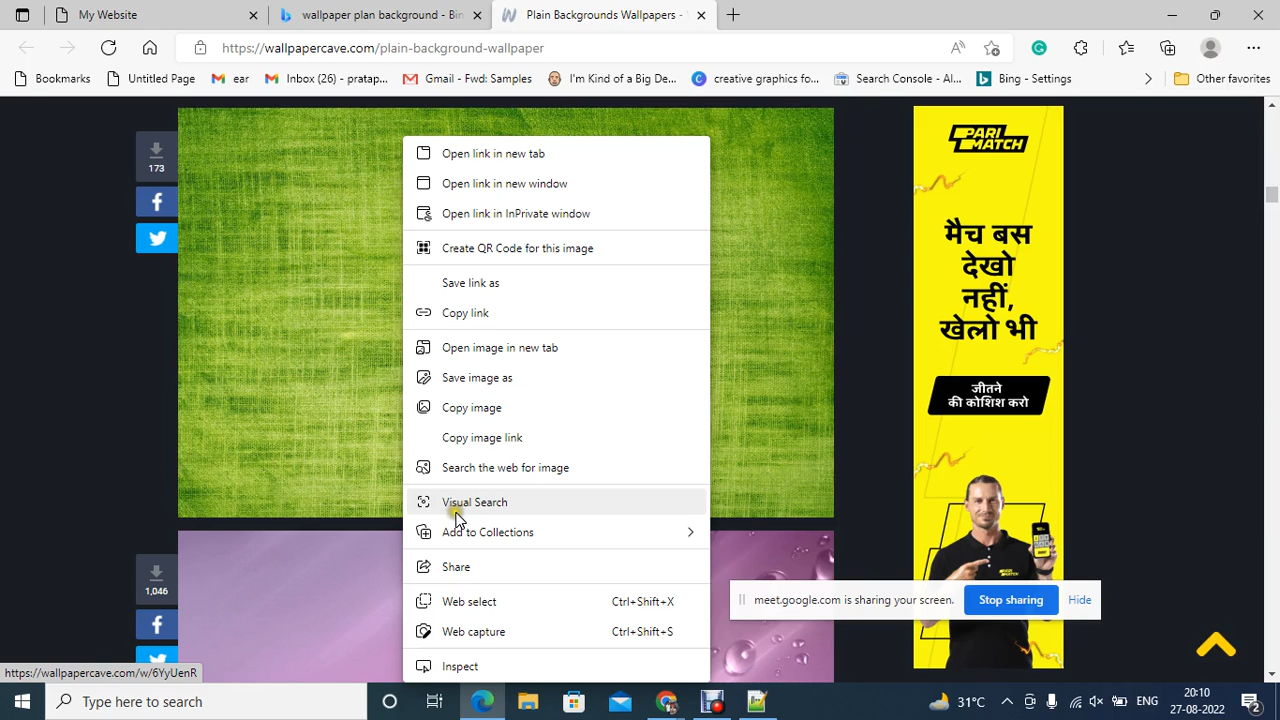 My Website
wallpaper plan background - Bin
Plain Backgrounds Wallpapers -
https://wallpapercave.com/plain-background-wallpaper
Bookmarks
Untitled Page
ear
Inbox (26) - pratap...
Gmail - Fwd: Samples
I'm Kind of a Big De...
creative graphics fo...
Search Console - Al...
Bing - Settings
Other favorites
173
Open link in new tab
Open link in new window
Open link in InPrivate window
Create QR Code for this image
Save link as
Copy link
Open image in new tab
Save image as
Copy image
Copy image link
Search the web for image
Visual Search
Add to Collections
Share
Web select Ctrl+Shift+X
Web capture Ctrl+Shift+S
Inspect
PARI
MATCH
मैच बस
देखो
नहीं,
खेलो भी
जीतने
की कोशिश करो
PARI
MATCH
1,046
meet.google.com is sharing your screen.
Stop sharing
Hide
https://wallpapercave.com/w/6YyUenR
Type here to search
31°C
ENG
20:10
27-08-2022
2